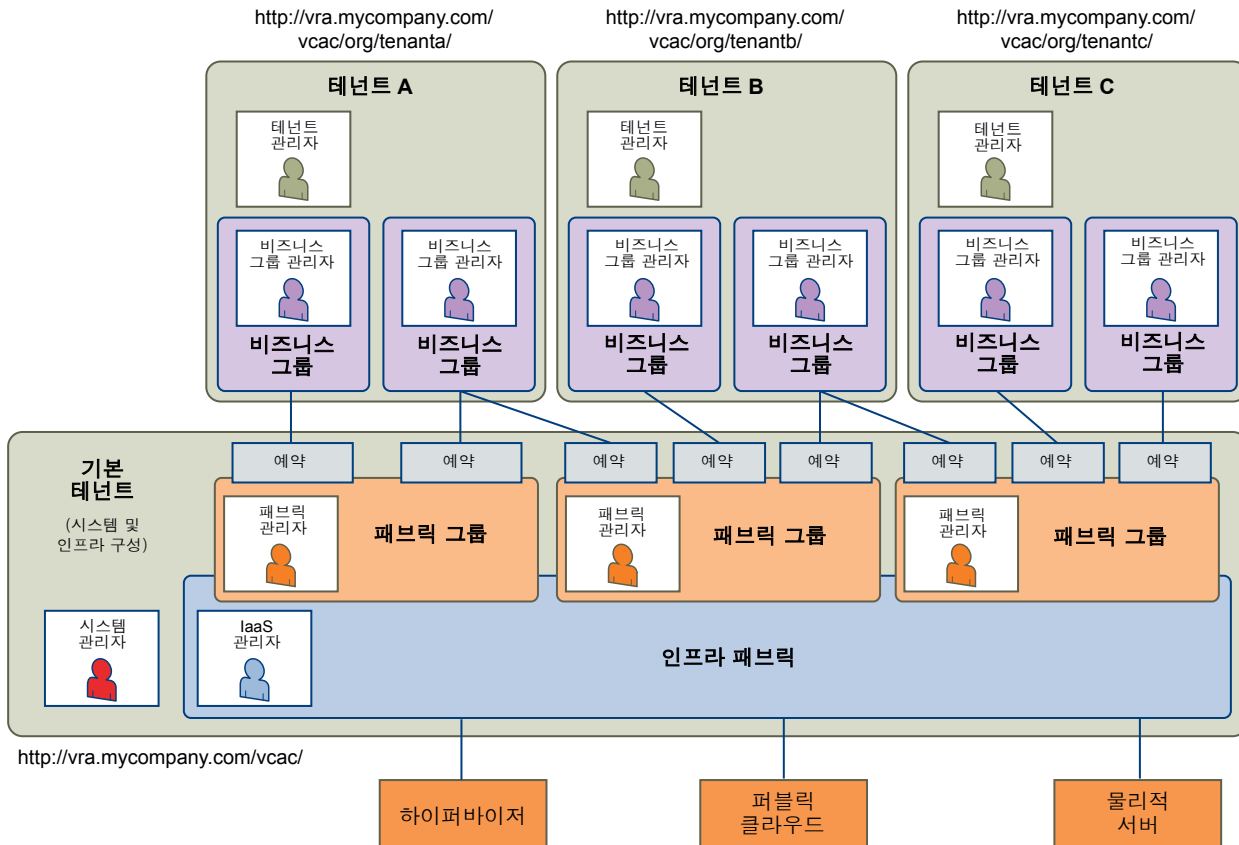 http://vra.mycompany.com/
vcac/org/tenanta/
http://vra.mycompany.com/
vcac/org/tenantb/
http://vra.mycompany.com/
vcac/org/tenantc/
테넌트 A
테넌트 B
테넌트 C
테넌트
관리자
테넌트
관리자
테넌트
관리자
비즈니스
그룹 관리자
비즈니스
그룹 관리자
비즈니스
그룹 관리자
비즈니스
그룹 관리자
비즈니스
그룹 관리자
비즈니스
그룹 관리자
비즈니스
그룹
비즈니스
그룹
비즈니스
그룹
비즈니스
그룹
비즈니스
그룹
비즈니스
그룹
기본
테넌트
(시스템 및
인프라 구성)
예약
예약
예약
예약
예약
예약
예약
예약
패브릭
관리자
패브릭 그룹
패브릭
관리자
패브릭 그룹
패브릭
관리자
패브릭 그룹
시스템
관리자
IaaS
관리자
인프라 패브릭
http://vra.mycompany.com/vcac/
하이퍼바이저
퍼블릭
클라우드
물리적
서버